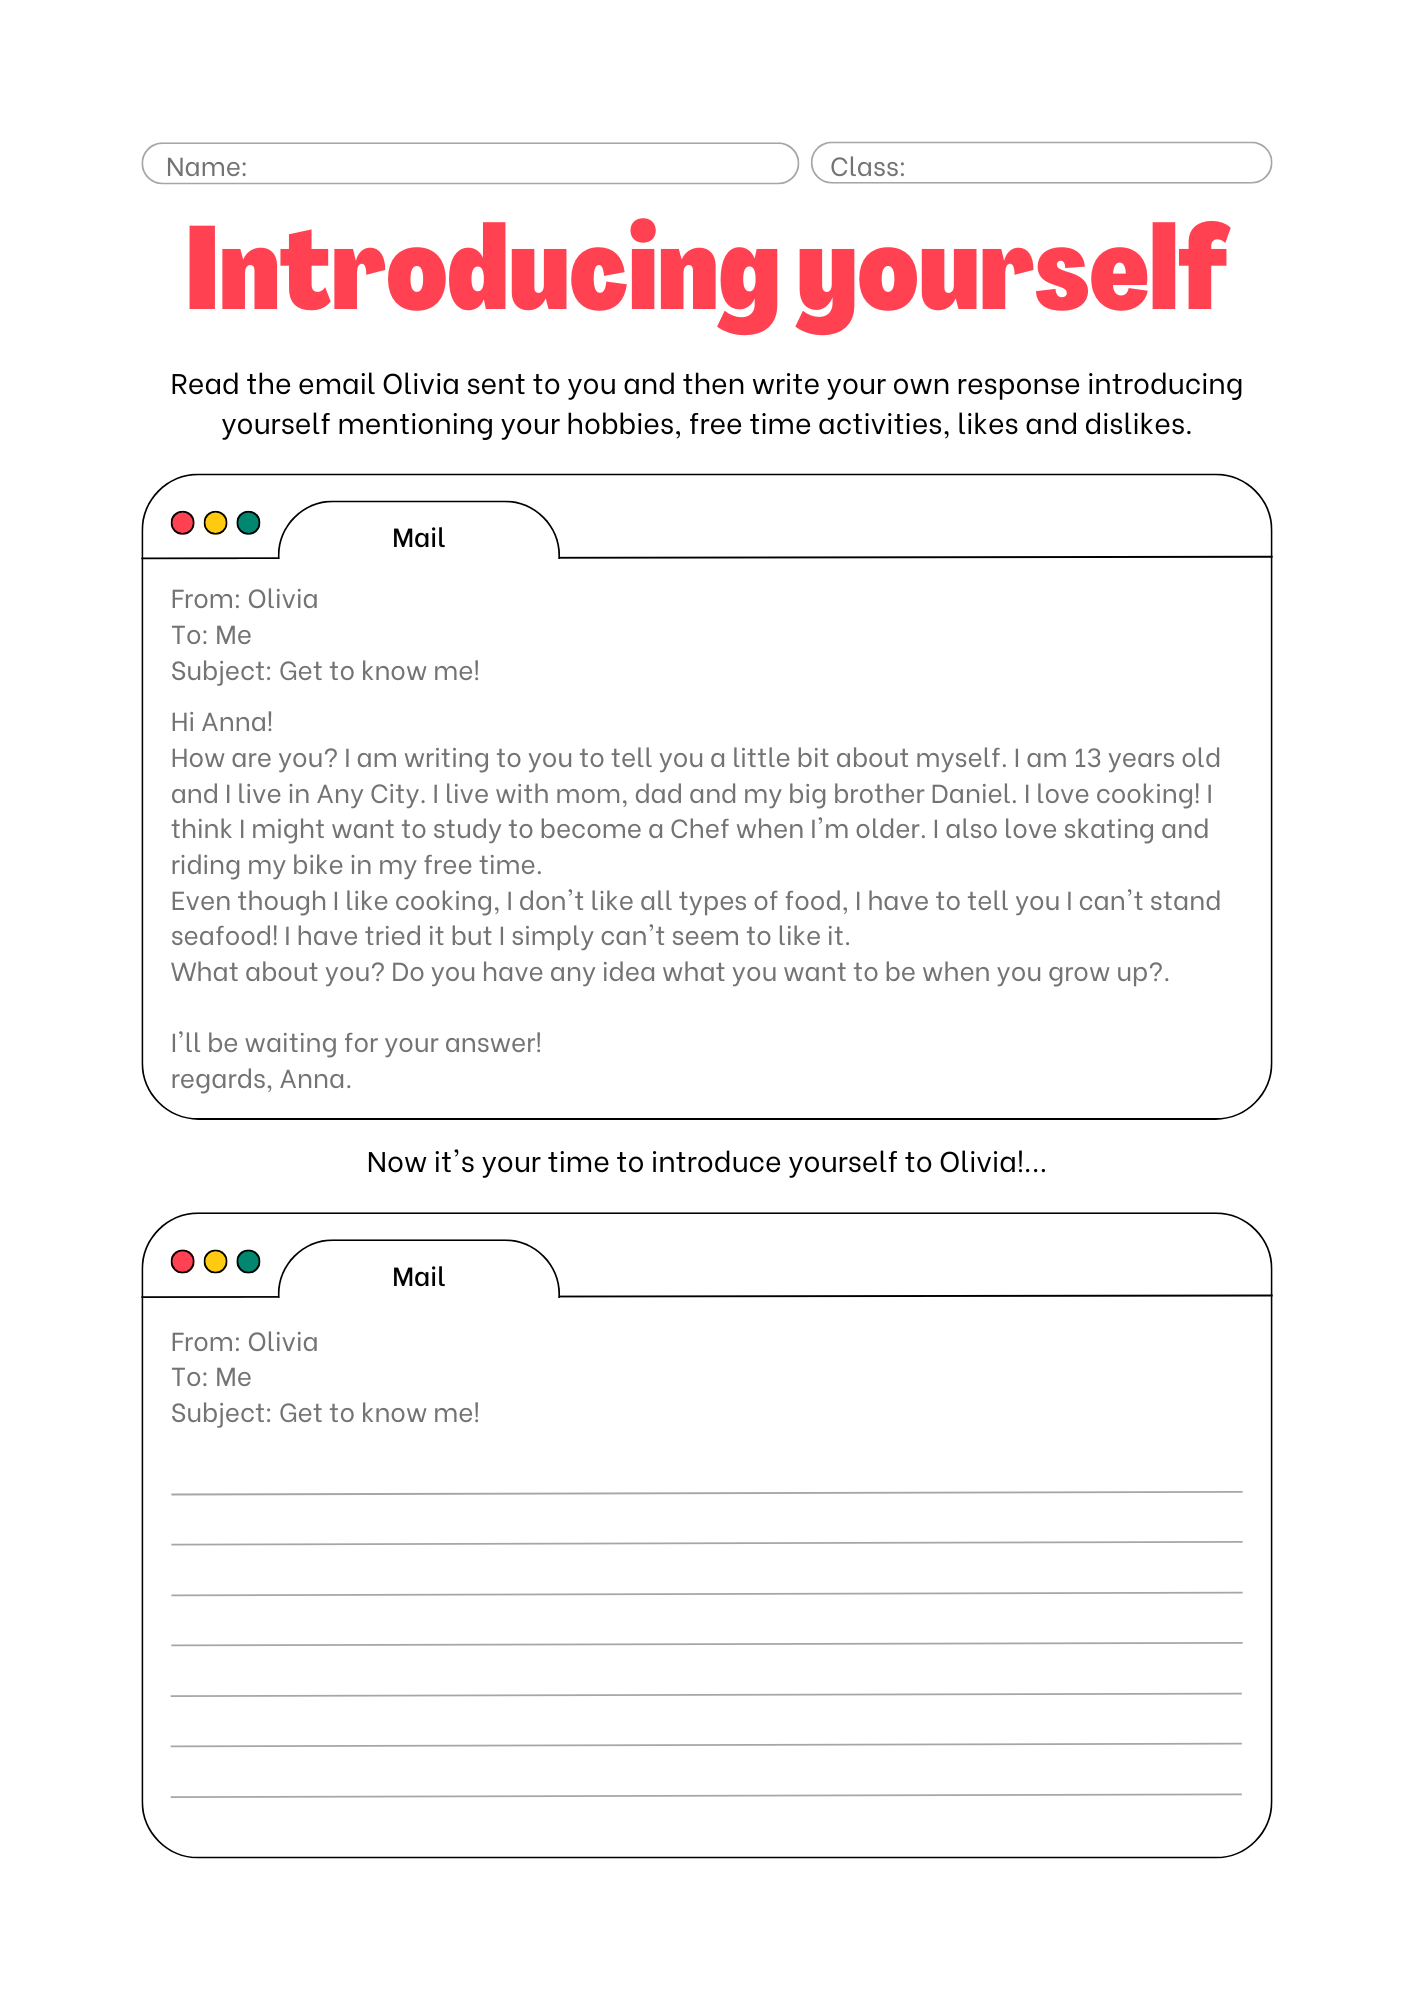 Name:
Class:
Introducing yourself
Read the email Olivia sent to you and then write your own response introducing
yourself mentioning your hobbies, free time activities, likes and dislikes.
Mail
From: Olivia
To: Me
Subject: Get to know me!
Hi Anna!
How are you? I am writing to you to tell you a little bit about myself. I am 13 years old
and I live in Any City. I live with mom, dad and my big brother Daniel. I love cooking! I
think I might want to study to become a Chef when I'm older. I also love skating and
riding my bike in my free time.
Even though I like cooking, I don't like all types of food, I have to tell you I can't stand
seafood! I have tried it but I simply can't seem to like it.
What about you? Do you have any idea what you want to be when you grow up?.
I'll be waiting for your answer!
regards, Anna.
Now it's your time to introduce yourself to Olivia!...
Mail
From: Olivia
To: Me
Subject: Get to know me!